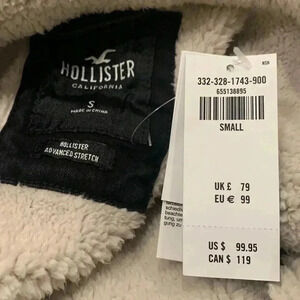 HOLLISTER
CALIFORNIA
S
MADE IN CHINA
HOLLISTER
ADVANCED STRETCH
332-328-1743-900
655138895
SMALL
UK £ 79
EU € 99
US $ 99.95
CAN $ 119